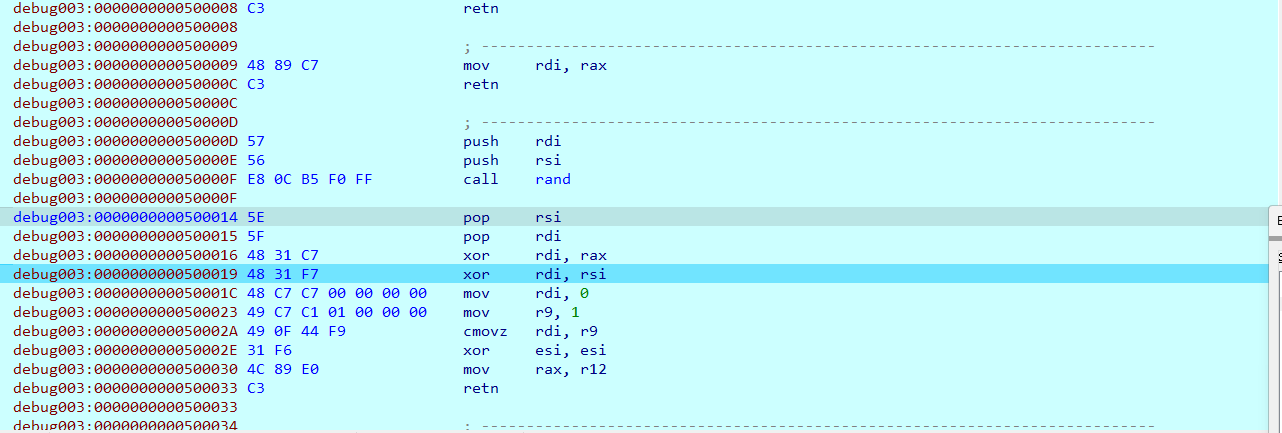 debug003:0000000000500008 C3 retn
debug003:0000000000500008
debug003:0000000000500009 ; ---------------------------------------------------------------------------
debug003:0000000000500009 48 89 C7 mov rdi, rax
debug003:000000000050000C C3 retn
debug003:000000000050000C
debug003:000000000050000D ; ---------------------------------------------------------------------------
debug003:000000000050000D 57 push rdi
debug003:000000000050000E 56 push rsi
debug003:000000000050000F E8 0C B5 F0 FF call rand
debug003:000000000050000F
debug003:0000000000500014 5E pop rsi
debug003:0000000000500015 5F pop rdi
debug003:0000000000500016 48 31 C7 xor rdi, rax
debug003:0000000000500019 48 31 F7 xor rdi, rsi
debug003:000000000050001C 48 C7 C7 00 00 00 00 mov rdi, 0
debug003:0000000000500023 49 C7 C1 01 00 00 00 mov r9, 1
debug003:000000000050002A 49 0F 44 F9 cmovz rdi, r9
debug003:000000000050002E 31 F6 xor esi, esi
debug003:0000000000500030 4C 89 E0 mov rax, r12
debug003:0000000000500033 C3 retn
debug003:0000000000500033
debug003:0000000000500034 ; ---------------------------------------------------------------------------